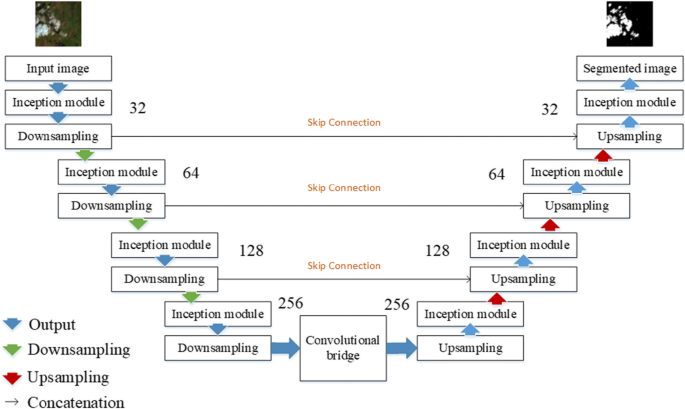 Input image
Segmented image
Inception module
32
32
Inception module
Downsampling
Skip Connection
Upsampling
Inception module
64
64
Inception module
Downsampling
Skip Connection
Upsampling
Inception module
128
128
Inception module
Downsampling
Skip Connection
Upsampling
Inception module
256
256
Inception module
Downsampling
Convolutional
bridge
Upsampling
Output
Downsampling
Upsampling
Concatenation